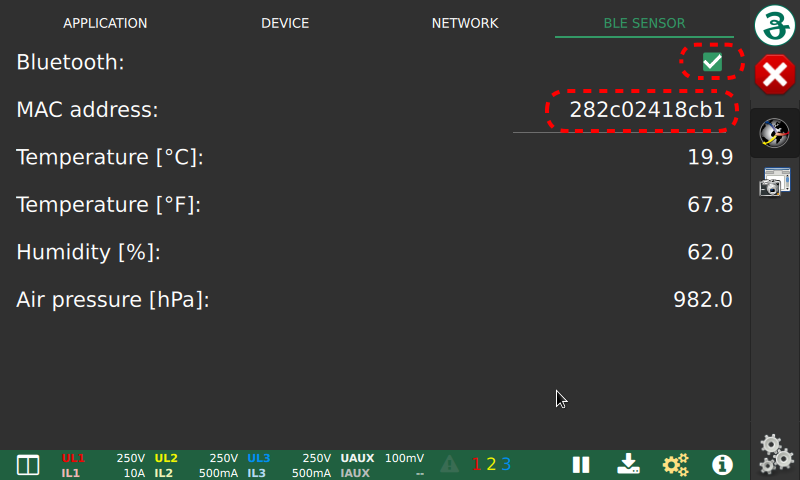 APPLICATION DEVICE NETWORK BLE SENSOR
Bluetooth:
MAC address: 282c02418cb1
Temperature [°C]: 19.9
Temperature [°F]: 67.8
Humidity [%]: 62.0
Air pressure [hPa]: 982.0
UL1 250V UL2 250V UL3 250V UAUX 100mV 1 2 3
IL1 10A IL2 500mA IL3 500mA IAUX --